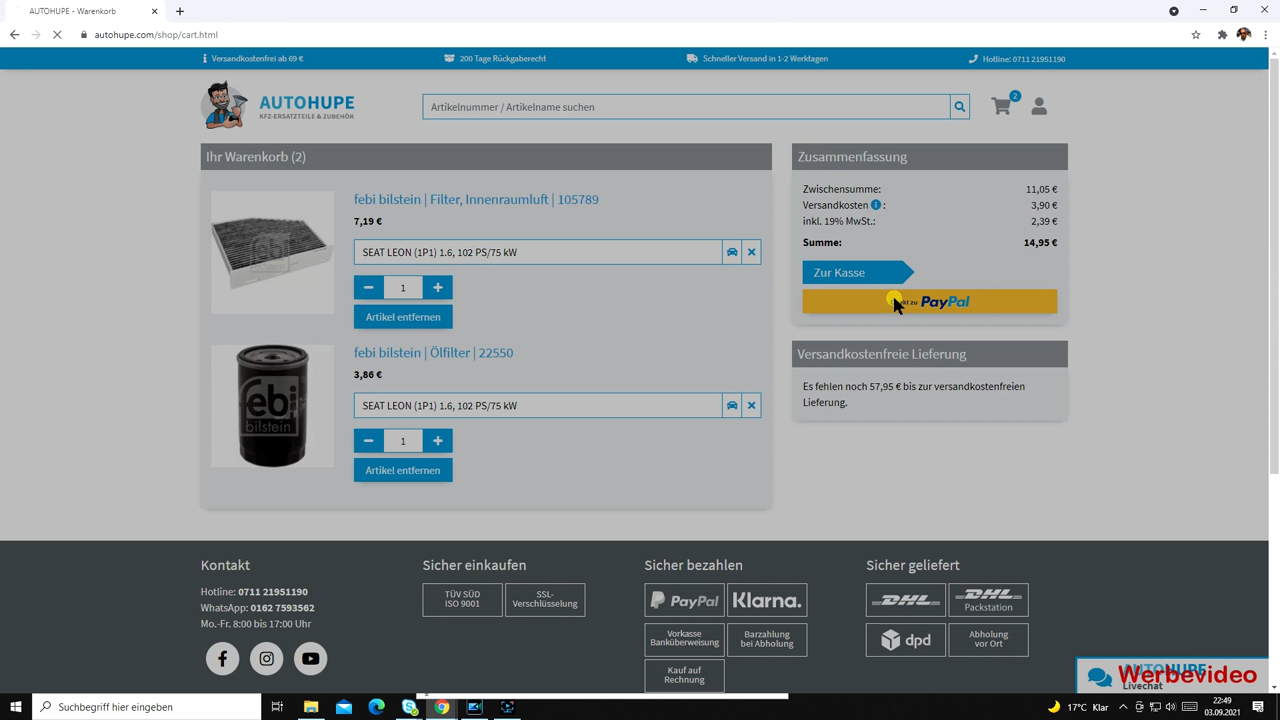 AUTOHUPE - Warenkorb
autohupe.com/shop/cart.html
Versandkostenfrei ab 69 €
200 Tage Rückgaberecht
Schneller Versand in 1-2 Werktagen
Hotline: 0711 21951190
AUTOHUPE
KFZ-ERSATZTEILE & ZUBEHÖR
Artikelnummer / Artikelname suchen
2
Ihr Warenkorb (2)
febi bilstein | Filter, Innenraumluft | 105789
7,19 €
SEAT LEON (1P1) 1.6, 102 PS/75 kW
1
Artikel entfernen
febi bilstein | Ölfilter | 22550
3,86 €
SEAT LEON (1P1) 1.6, 102 PS/75 kW
1
Artikel entfernen
febi
bilstein
Zusammenfassung
Zwischensumme: 11,05 €
Versandkosten : 3,90 €
inkl. 19% MwSt.: 2,39 €
Summe: 14,95 €
Zur Kasse
zu PayPal
Versandkostenfreie Lieferung
Es fehlen noch 57,95 € bis zur versandkostenfreien
Lieferung.
Kontakt
Hotline: 0711 21951190
WhatsApp: 0162 7593562
Mo.-Fr. 8:00 bis 17:00 Uhr
Sicher einkaufen
TÜV SÜD
ISO 9001
SSL-
Verschlüsselung
Sicher bezahlen
PayPal
Klarna.
Vorkasse
Banküberweisung
Barzahlung
bei Abholung
Kauf auf
Rechnung
Sicher geliefert
DHL
DHL
Packstation
dpd
Abholung
vor Ort
AUTOHUPE
Werbevideo
Livechat
Suchbegriff hier eingeben
17°C Klar
22:49
03.09.2021